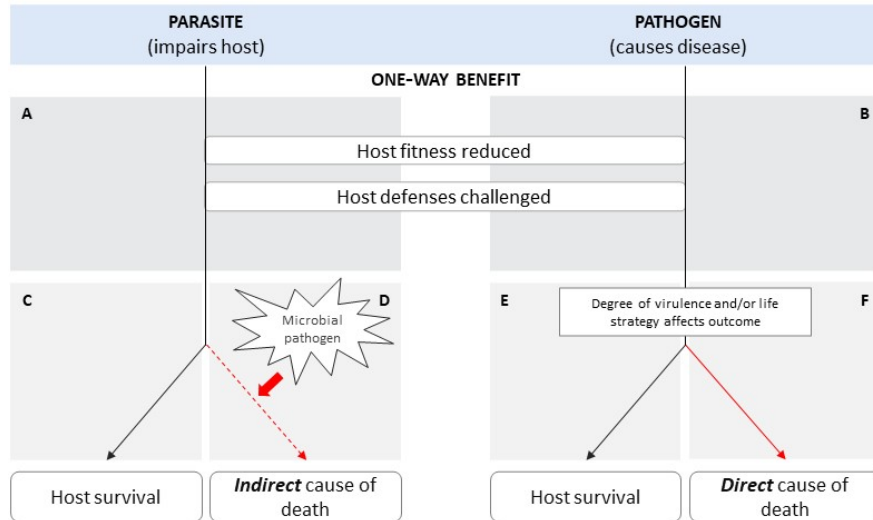 PARASITE
(impairs host)
PATHOGEN
(causes disease)
ONE-WAY BENEFIT
A
B
Host fitness reduced
Host defenses challenged
C
D
Microbial
pathogen
E
F
Degree of virulence and/or life
strategy affects outcome
Host survival
Indirect cause of
death
Host survival
Direct cause of
death